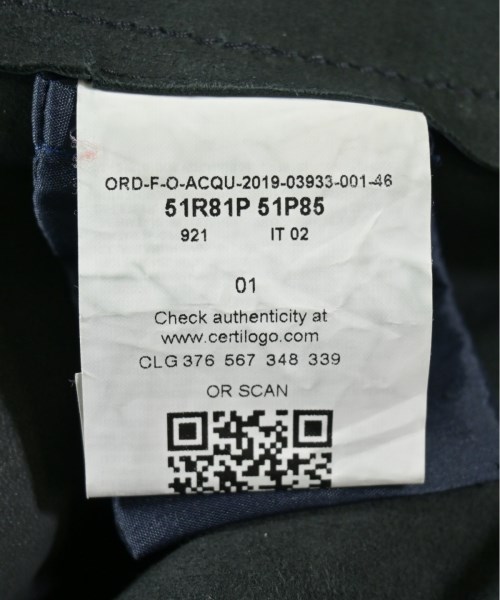 ORD-F-O-ACQU-2019-03933-001-46
51R81P 51P85
921 IT 02
01
Check authenticity at
www.certilogo.com
CLG 376 567 348 339
OR SCAN